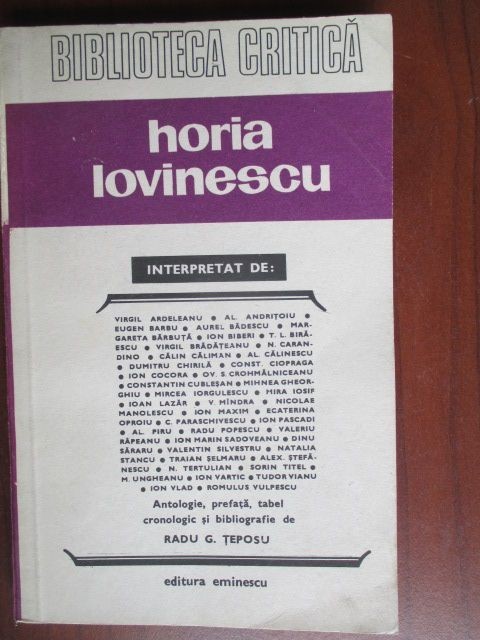 BIBLIOTECA CRITICĂ
horia
lovinescu
INTERPRETAT DE:
VIRGIL ARDELEANU ● AL. ANDRIȚOIU ●
EUGEN BARBU ● AUREL BĂDESCU ● MAR-
GARETA BĂRBUȚĂ ● ION BIBERI ● T. L. BIRĂ-
ESCU ● VIRGIL BRĂDĂȚEANU ● N. CARAN-
DINO ● CĂLIN CĂLIMAN ● AL. CĂLINESCU
● DUMITRU CHIRILĂ ● CONST. CIOPRAGA
● ION COCORA ● OV. S. CROHMĂLNICEANU
● CONSTANTIN CUBLEȘAN ● MIHNEA GHEOR-
GHIU ● MIRCEA IORGULESCU ● MIRA IOSIF
● IOAN LAZĂR ● V. MÎNDRA ● NICOLAE
MANOLESCU ● ION MAXIM ● ECATERINA
OPROIU ● C. PARASCHIVESCU ● ION PASCADI
● AL. PIRU ● RADU POPESCU ● VALERIU
RÂPEANU ● ION MARIN SADOVEANU ● DINU
SĂRARU ● VALENTIN SILVESTRU ● NATALIA
STANCU ● TRAIAN ȘELMARU ● ALEX. ȘTEFĂ-
NESCU ● N. TERTULIAN ● SORIN TITEL ●
M. UNGHEANU ● ION VARTIC ● TUDOR VIANU
● ION VLAD ● ROMULUS VULPESCU
Antologie, prefață, tabel
cronologic și bibliografie de
RADU G. ȚEPOSU
editura eminescu